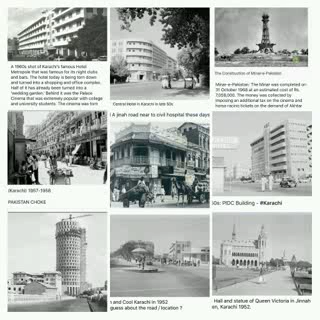 A 1960s shot of Karachi's famous Hotel
Metropole that was famous for its night clubs
and bars. The hotel today is being torn down
and turned into a shopping and office complex.
Half of it has already been turned into a
'wedding garden.' Behind it was the Palace
Cinema that was extremely popular with college
and university students. The cinema was torn
Central Hotel in Karachi in late 50s
The Construction of Minar-e-Pakistan:
Minar-e-Pakistan: The Minar was completed on
31 October 1968 at an estimated cost of Rs.
7,058,000. The money was collected by
imposing an additional tax on the cinema and
horse-racing tickets on the demand of Akhtar
(Karachi) 1957-1958
PAKISTAN CHOKE
A jinah road near to civil hospital these days
60s: PIDC Building - #Karachi
and Cool Karachi in 1952
guess about the road / location ?
Hall and statue of Queen Victoria in Jinnah
en, Karachi 1952.